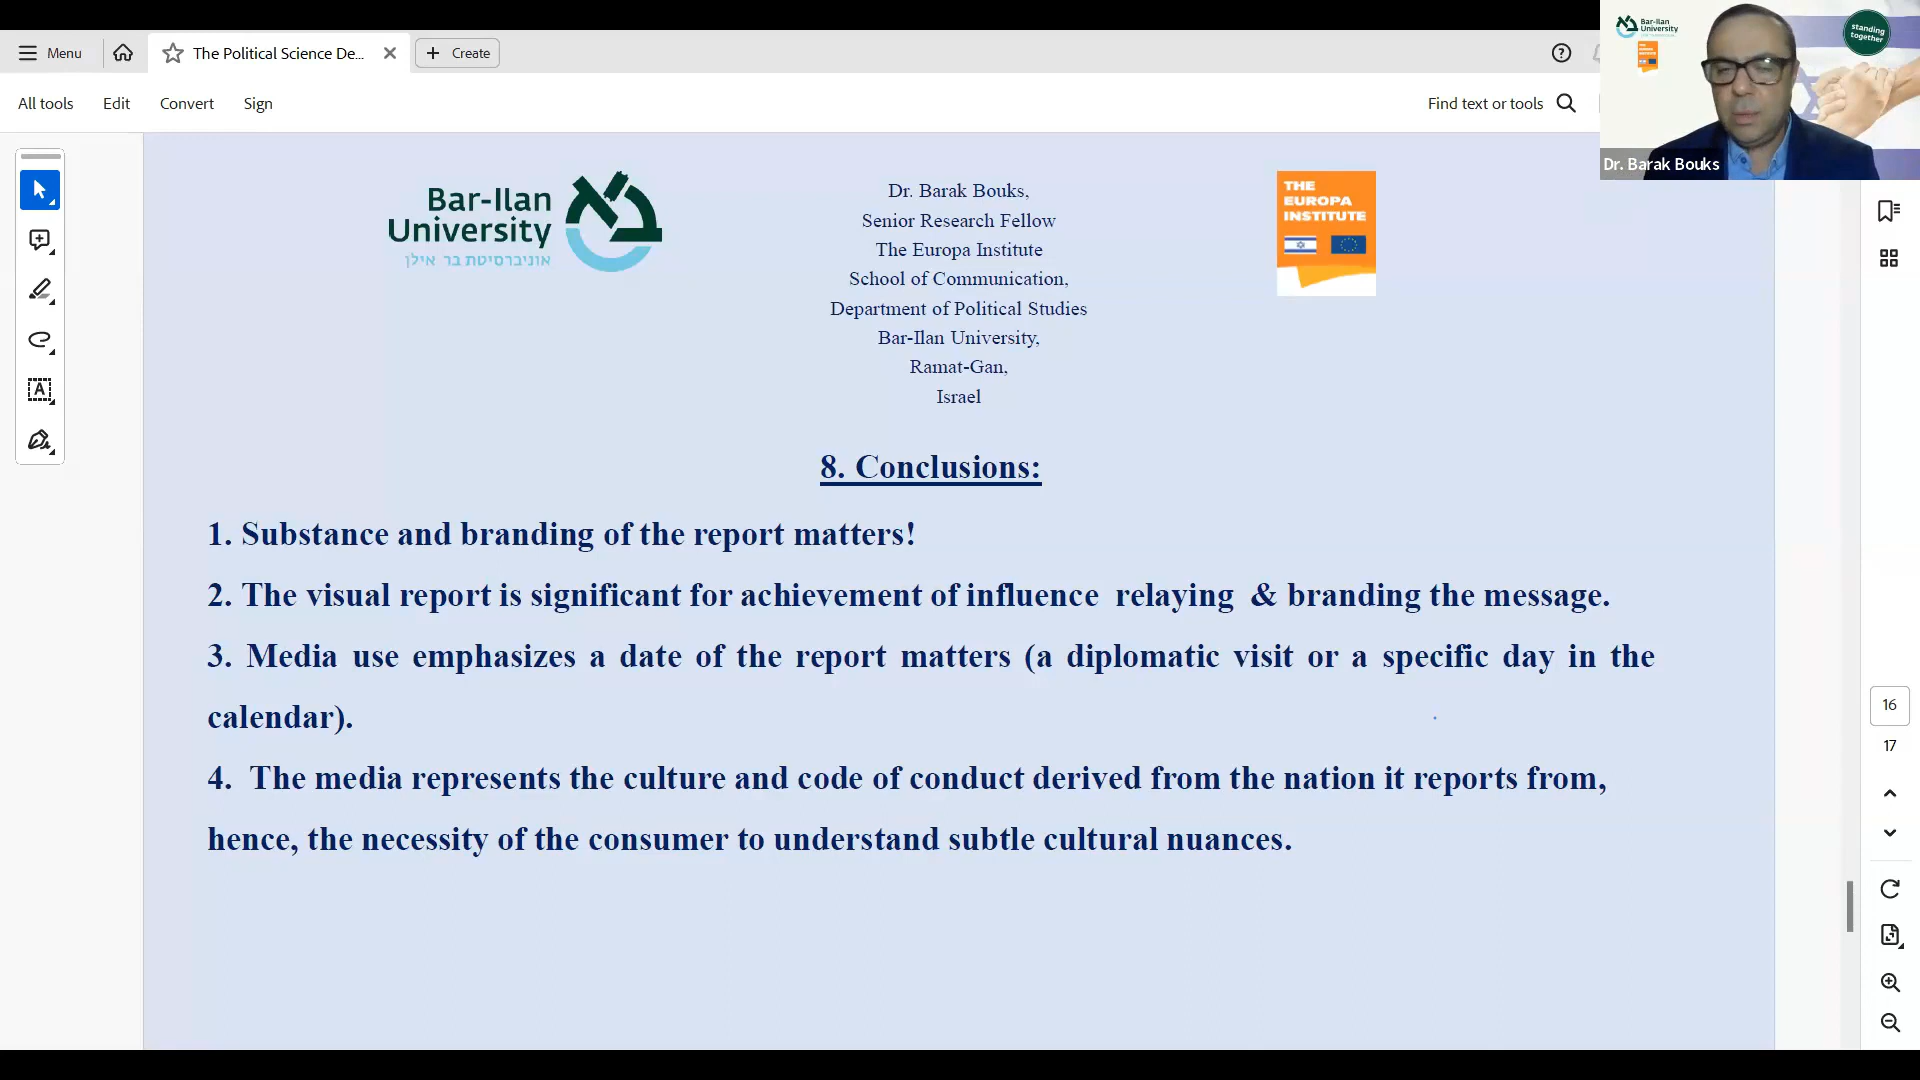 Menu
The Political Science De...
Create
All tools
Edit
Convert
Sign
Find text or tools
Bar-Ilan
University
standing
together
Dr. Barak Bouks
Bar-Ilan
University
אוניברסיטת בר אילן
Dr. Barak Bouks,
Senior Research Fellow
The Europa Institute
School of Communication,
Department of Political Studies
Bar-Ilan University,
Ramat-Gan,
Israel
THE
EUROPA
INSTITUTE
8. Conclusions:
1. Substance and branding of the report matters!
2. The visual report is significant for achievement of influence  relaying  & branding the message.
3. Media use emphasizes a date of the report matters (a diplomatic visit or a specific day in the
calendar).
4.  The media represents the culture and code of conduct derived from the nation it reports from,
hence, the necessity of the consumer to understand subtle cultural nuances.
16
17